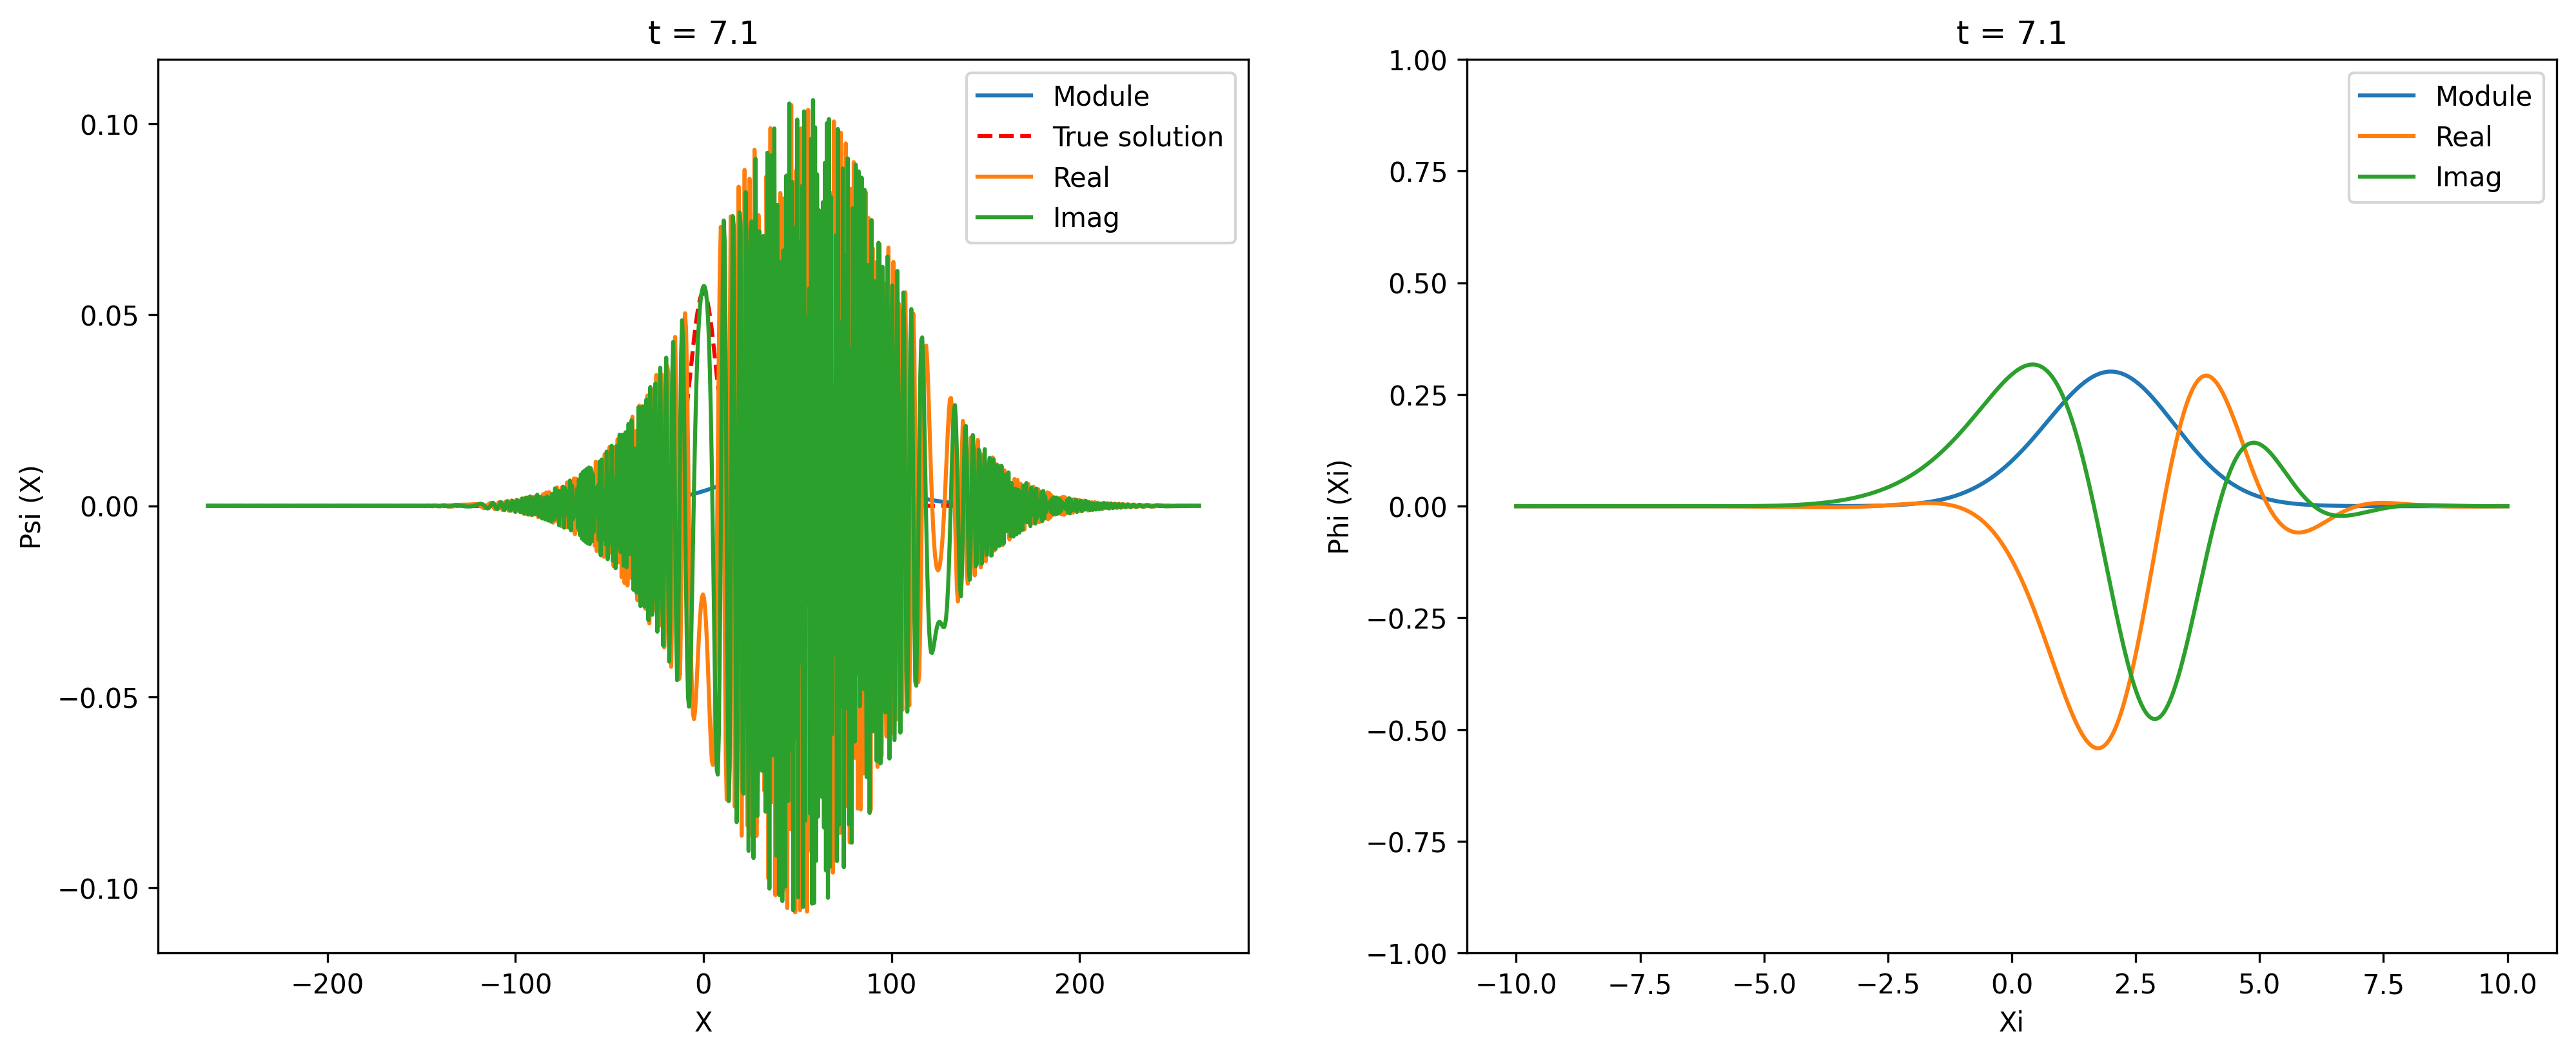 t = 7.1
Module
True solution
Real
Imag
0.10
0.05
0.00
−0.05
−0.10
Psi (X)
−200
−100
0
100
200
X
t = 7.1
Module
Real
Imag
1.00
0.75
0.50
0.25
0.00
−0.25
−0.50
−0.75
−1.00
Phi (Xi)
−10.0
−7.5
−5.0
−2.5
0.0
2.5
5.0
7.5
10.0
Xi